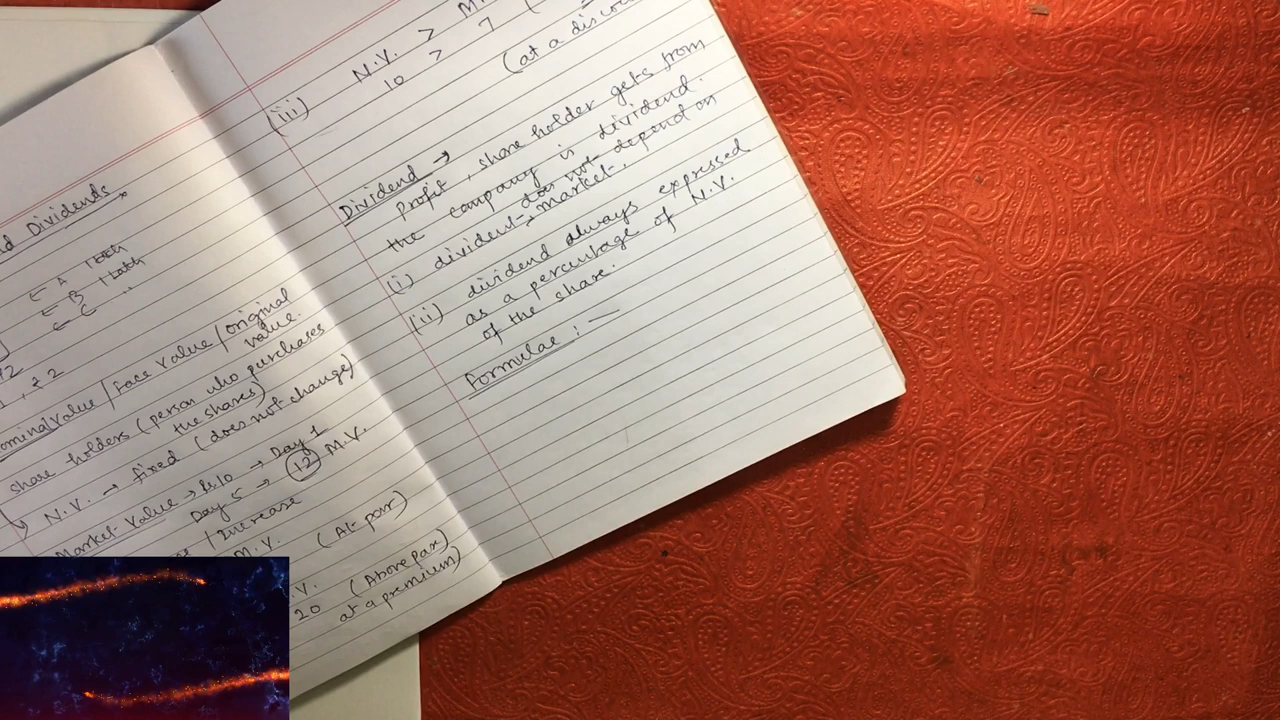 nd Dividends
← A 1 lakh
← B 1 lakh
← C "
, ₹2
ominal Value / Face Value / original
value.
share holders (person who purchases
the shares)
N.V. → fixed (does not change)
Market Value → Rs.10 → Day 1
Day 5 → 12 M.V.
/ Increase
M.V.
(At par)
.V.
20 (Above par
at a premium)
(iii) N.V. > M
10 > 7 (
(at a disco
Dividend →
Profit, share holder gets from
the company is dividend.
(i) dividend does not depend on
market.
(ii) dividend always expressed
as a percentage of N.V.
of the share.
Formulae : —